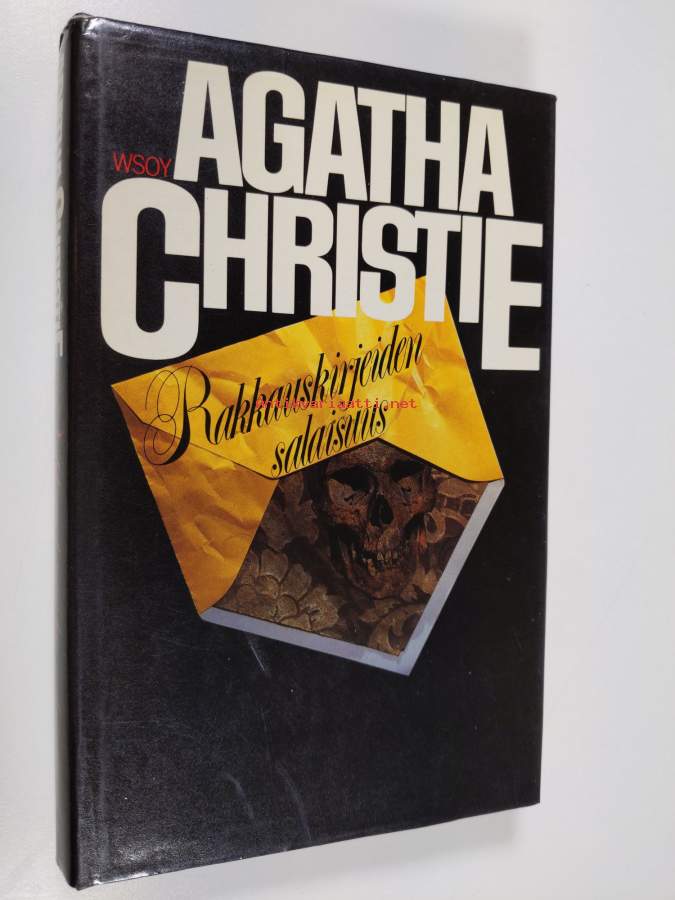 WSOY
AGATHA
CHRISTIE
Rakkauskirjeiden
Antikvariaatti.net
salaisuus